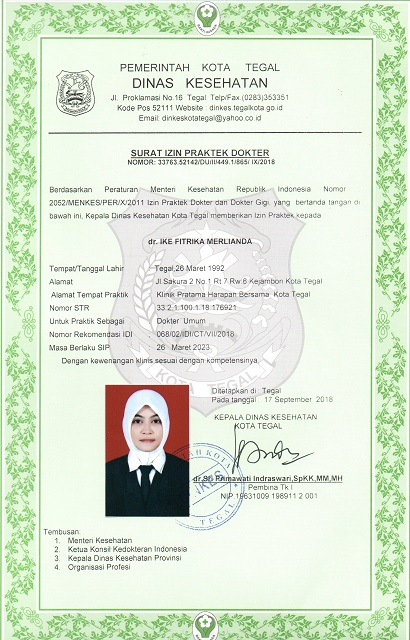 PEMERINTAH KOTA TEGAL
DINAS KESEHATAN
Jl. Proklamasi No.16 Tegal Telp/Fax.(0283)353351
Kode Pos 52111 Website : dinkes.tegalkota go.id
Email: dinkeskotategal@yahoo.co.id
SURAT IZIN PRAKTEK DOKTER
NOMOR: 33763.52142/DU/II/449.1/865/ IX/2018
Berdasarkan Peraturan Menteri Kesehatan Republik Indonesia Nomor
2052/MENKES/PER/X/2011 Izin Praktek Dokter dan Dokter Gigi, yang bertanda tangan di
bawah ini, Kepala Dinas Kesehatan Kota Tegal memberikan Izin Praktek kepada
dr. IKE FITRIKA MERLIANDA
Tempat/Tanggal Lahir : Tegal,26 Maret 1992
Alamat : Jl.Sakura 2 No.1 Rt.7 Rw.8 Kejambon Kota Tegal
Alamat Tempat Praktik : Klinik Pratama Harapan Bersama Kota Tegal
Nomor STR : 33.2.1.100.1.18.176921
Untuk Praktik Sebagai : Dokter Umum
Nomor Rekomendasi IDI : 068/02/IDI/CT/VII/2018
Masa Berlaku SIP : 26 Maret 2023
Dengan kewenangan klinis sesuai dengan kompetensinya.
Ditetapkan di Tegal
Pada tanggal 17 September 2018
KEPALA DINAS KESEHATAN
KOTA TEGAL
dr.Sri Primawati Indraswari,SpKK,MM,MH
Pembina Tk I
NIP.19631009 198911 2 001
Tembusan:
1. Menteri Kesehatan
2. Ketua Konsil Kedokteran Indonesia
3. Kepala Dinas Kesehatan Provinsi
4. Organisasi Profesi